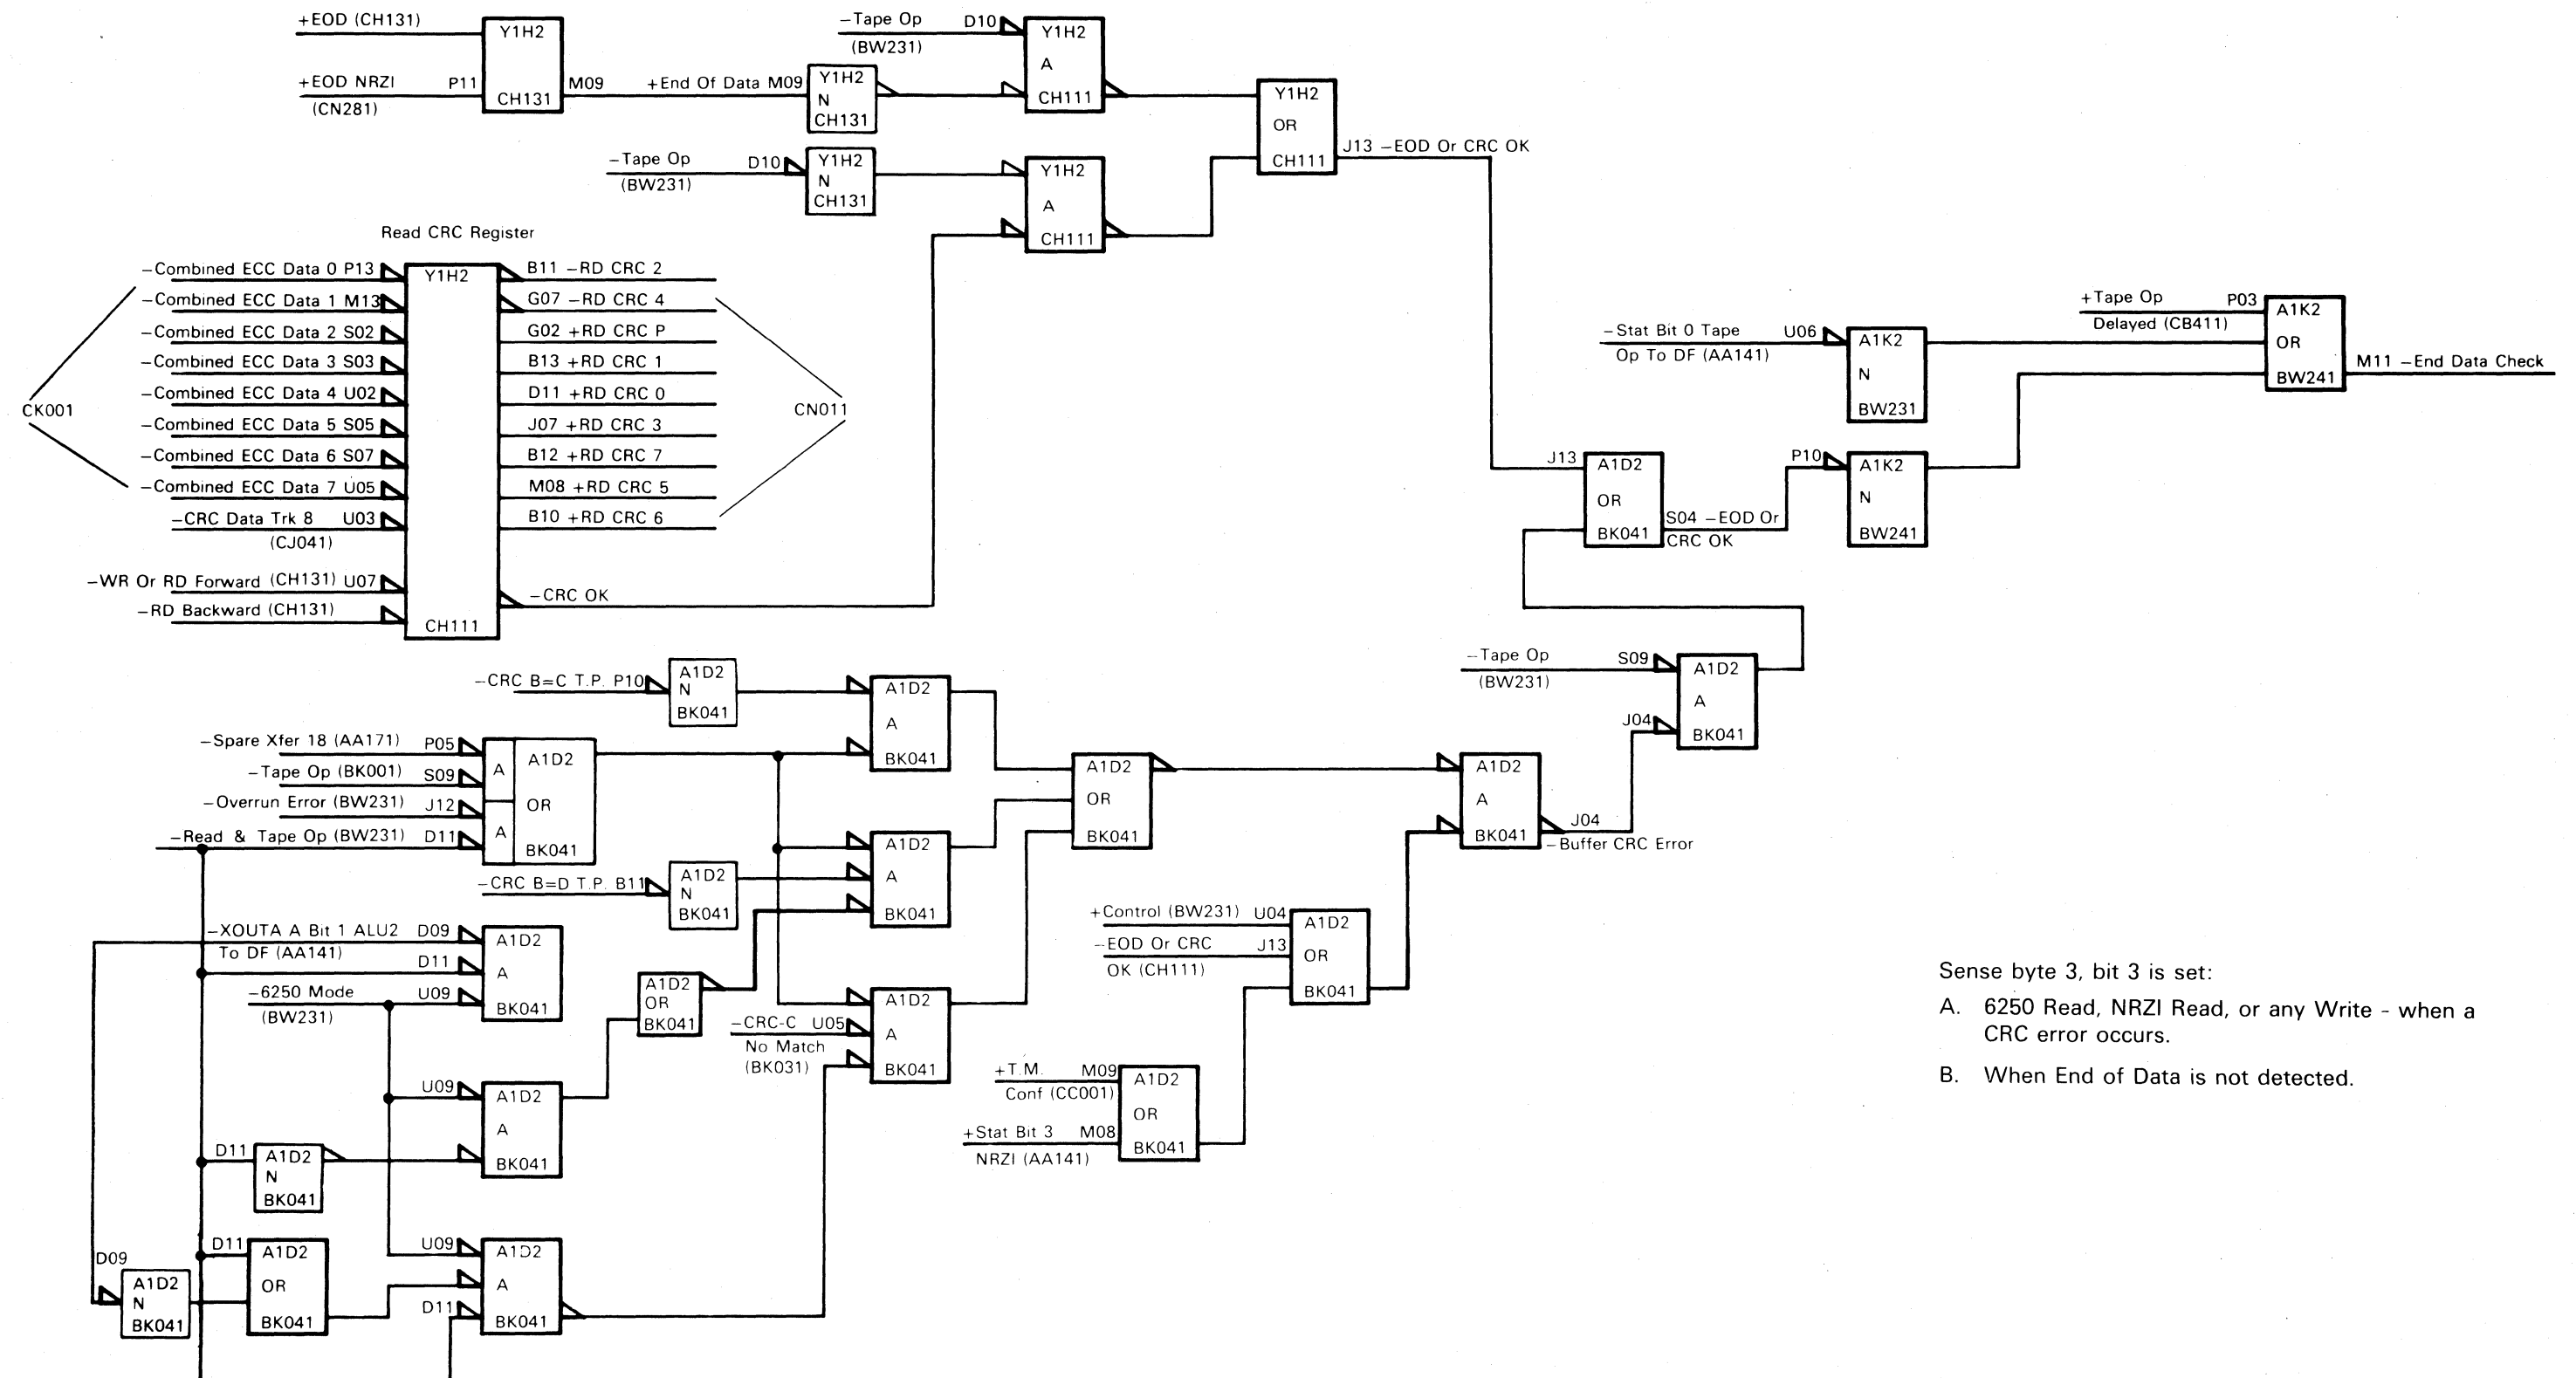 +EOD (CH131)
+EOD NRZI P11
(CN281)
Y1H2
CH131
M09
+End Of Data M09
Y1H2
N
CH131
−Tape Op D10
(BW231)
Y1H2
A
CH111
−Tape Op D10
(BW231)
Y1H2
N
CH131
Y1H2
A
CH111
Y1H2
OR
CH111
J13 −EOD Or CRC OK
Read CRC Register
−Combined ECC Data 0 P13
−Combined ECC Data 1 M13
−Combined ECC Data 2 S02
−Combined ECC Data 3 S03
−Combined ECC Data 4 U02
−Combined ECC Data 5 S05
−Combined ECC Data 6 S07
−Combined ECC Data 7 U05
−CRC Data Trk 8 U03
(CJ041)
−WR Or RD Forward (CH131) U07
−RD Backward (CH131)
CK001
Y1H2
CH111
B11 −RD CRC 2
G07 −RD CRC 4
G02 +RD CRC P
B13 +RD CRC 1
D11 +RD CRC 0
J07 +RD CRC 3
B12 +RD CRC 7
M08 +RD CRC 5
B10 +RD CRC 6
−CRC OK
CN011
−Stat Bit 0 Tape U06
Op To DF (AA141)
A1K2
N
BW231
+Tape Op P03
Delayed (CB411)
A1K2
OR
BW241
M11 −End Data Check
J13
A1D2
OR
BK041
S04 −EOD Or
CRC OK
P10
A1K2
N
BW241
−Tape Op S09
(BW231)
J04
A1D2
A
BK041
−CRC B=C T.P. P10
A1D2
N
BK041
A1D2
A
BK041
−Spare Xfer 18 (AA171) P05
−Tape Op (BK001) S09
−Overrun Error (BW231) J12
−Read & Tape Op (BW231) D11
A
A
A1D2
OR
BK041
−CRC B=D T.P. B11
A1D2
N
BK041
A1D2
A
BK041
A1D2
OR
BK041
A1D2
A
BK041
J04
−Buffer CRC Error
−XOUTA A Bit 1 ALU2 D09
To DF (AA141)
D11
−6250 Mode U09
(BW231)
A1D2
A
BK041
A1D2
OR
BK041
−CRC-C U05
No Match
(BK031)
A1D2
A
BK041
+Control (BW231) U04
−EOD Or CRC J13
OK (CH111)
A1D2
OR
BK041
+T.M. M09
Conf (CC001)
+Stat Bit 3 M08
NRZI (AA141)
A1D2
OR
BK041
U09
A1D2
A
BK041
D11
A1D2
N
BK041
D09
A1D2
N
BK041
D11
A1D2
OR
BK041
U09
D11
A1D2
A
BK041
Sense byte 3, bit 3 is set:
A. 6250 Read, NRZI Read, or any Write - when a
CRC error occurs.
B. When End of Data is not detected.